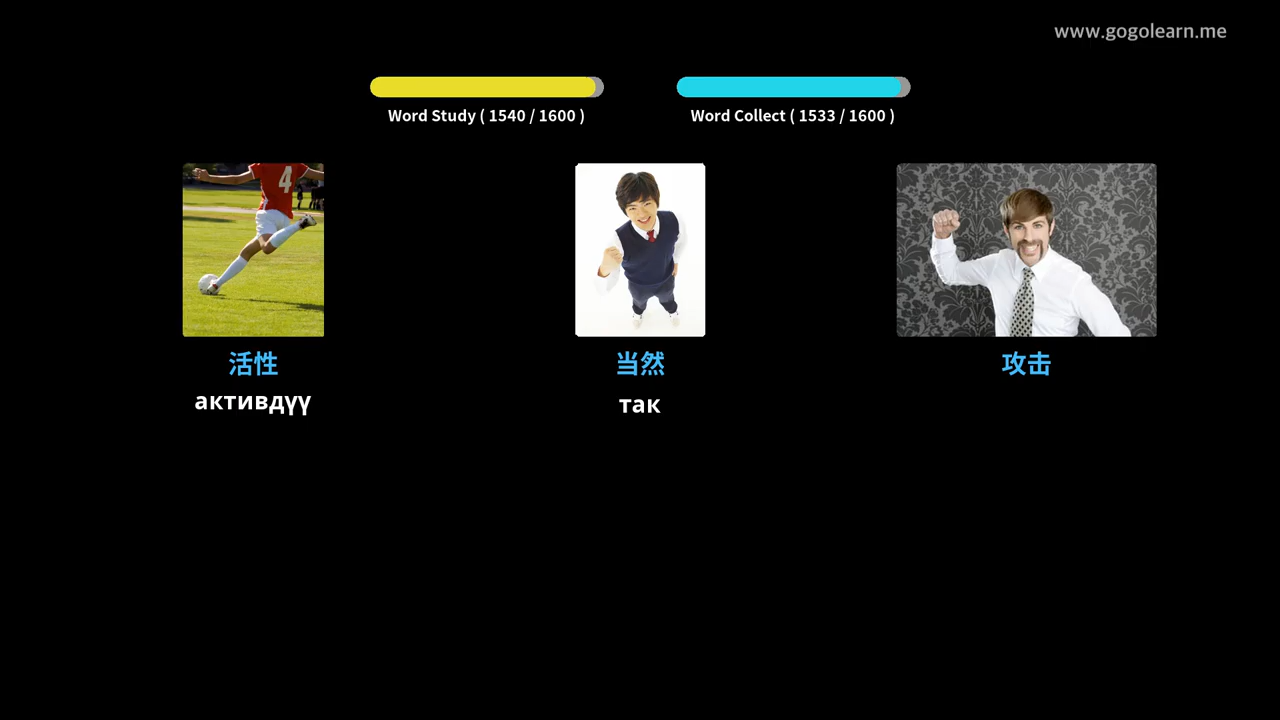 www.gogolearn.me
Word Study ( 1540 / 1600 )
Word Collect ( 1533 / 1600 )
4
活性
当然
攻击
активдүү
так